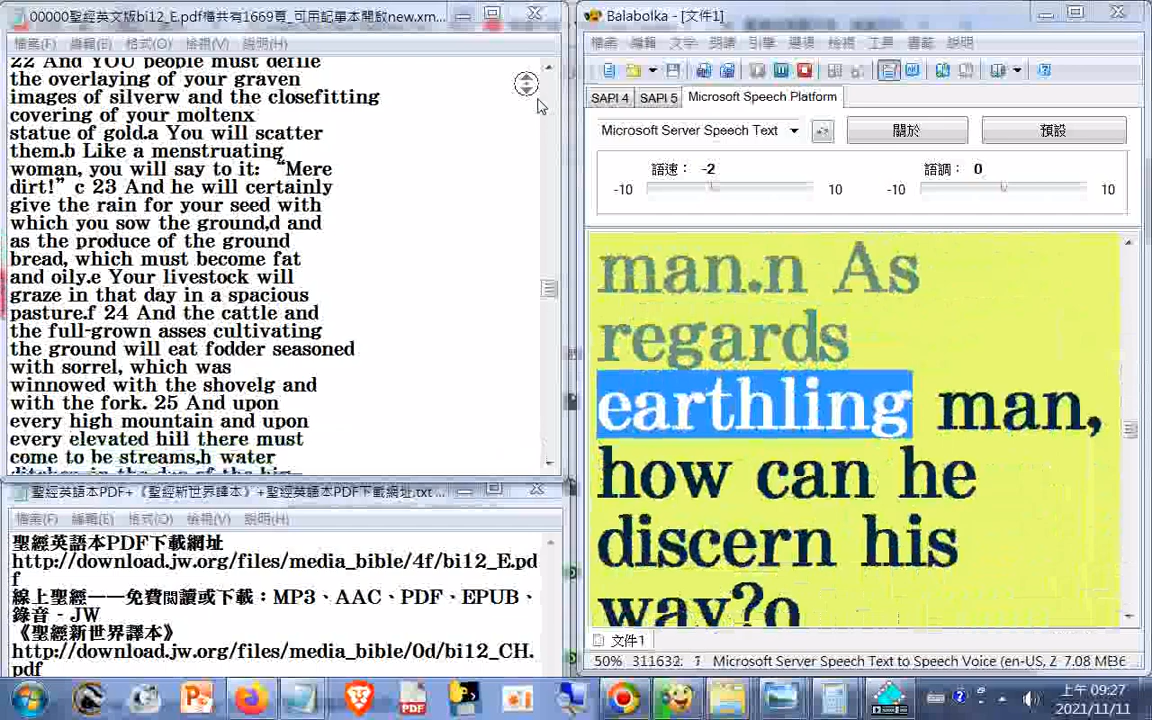 00000聖經英文版bi12_E.pdf檔共有1669頁_可用記事本開啟new.xm...
檔案(F) 編輯(E) 格式(O) 檢視(V) 說明(H)
22 And YOU people must defile
the overlaying of your graven
images of silverw and the closefitting
covering of your moltenx
statue of gold.a You will scatter
them.b Like a menstruating
woman, you will say to it: “Mere
dirt!” c 23 And he will certainly
give the rain for your seed with
which you sow the ground,d and
as the produce of the ground
bread, which must become fat
and oily.e Your livestock will
graze in that day in a spacious
pasture.f 24 And the cattle and
the full-grown asses cultivating
the ground will eat fodder seasoned
with sorrel, which was
winnowed with the shovelg and
with the fork. 25 And upon
every high mountain and upon
every elevated hill there must
come to be streams,h water
ditches, in the day of the big
聖經英語本PDF+《聖經新世界譯本》+聖經英語本PDF下載網址.txt ...
檔案(F) 編輯(E) 格式(O) 檢視(V) 說明(H)
聖經英語本PDF下載網址
http://download.jw.org/files/media_bible/4f/bi12_E.pd
f
線上聖經——免費閱讀或下載：MP3、AAC、PDF、EPUB、
錄音 - JW
《聖經新世界譯本》
http://download.jw.org/files/media_bible/0d/bi12_CH.
pdf
Balabolka - [文件1]
檔案 編輯 文字 朗讀 引擎 選項 檢視 工具 書籤 說明
SAPI 4 SAPI 5 Microsoft Speech Platform
Microsoft Server Speech Text 關於 預設
語速： -2 語調： 0
-10 10 -10 10
man.n As
regards
earthling man,
how can he
discern his
way?o
文件1
50% 311632: 1 Microsoft Server Speech Text to Speech Voice (en-US, Z 7.08 MB
PDF
上午 09:27
2021/11/11